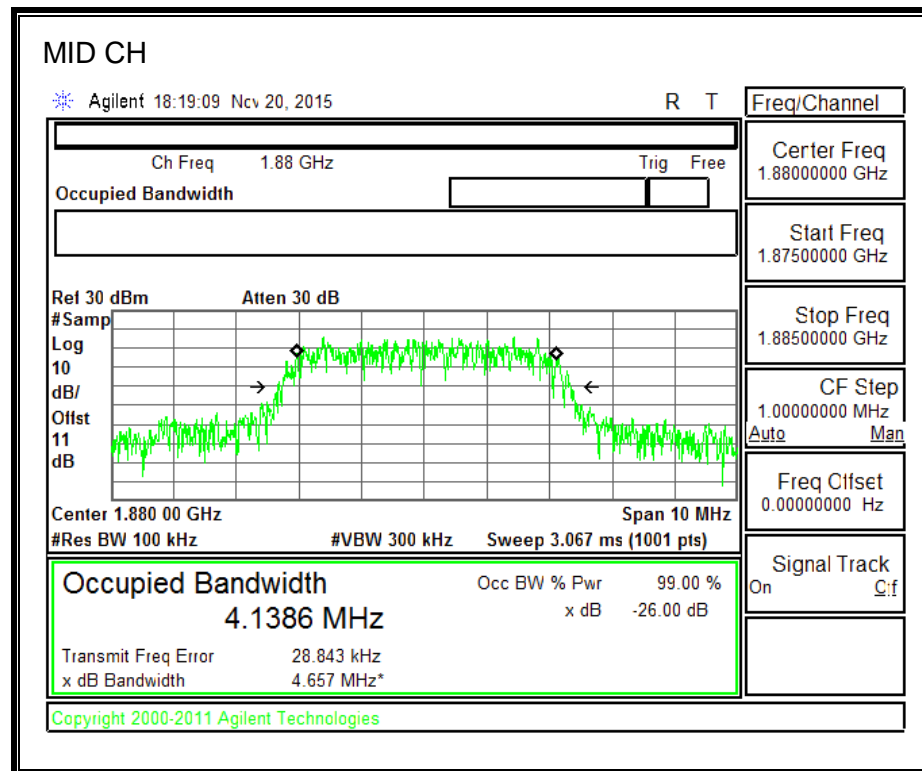 MID CH
Agilent 18:19:09 Nov 20, 2015 R T
Freq/Channel
Ch Freq 1.88 GHz Trig Free
Occupied Bandwidth
Center Freq
1.88000000 GHz
Start Freq
1.87500000 GHz
Stop Freq
1.88500000 GHz
CF Step
1.00000000 MHz
Auto Man
Freq Offset
0.00000000 Hz
Signal Track
On Off
Ref 30 dBm Atten 30 dB
#Samp
Log
10
dB/
Offst
11
dB
Center 1.880 00 GHz Span 10 MHz
#Res BW 100 kHz #VBW 300 kHz Sweep 3.067 ms (1001 pts)
Occupied Bandwidth Occ BW % Pwr 99.00 %
4.1386 MHz x dB -26.00 dB
Transmit Freq Error 28.843 kHz
x dB Bandwidth 4.657 MHz*
Copyright 2000-2011 Agilent Technologies